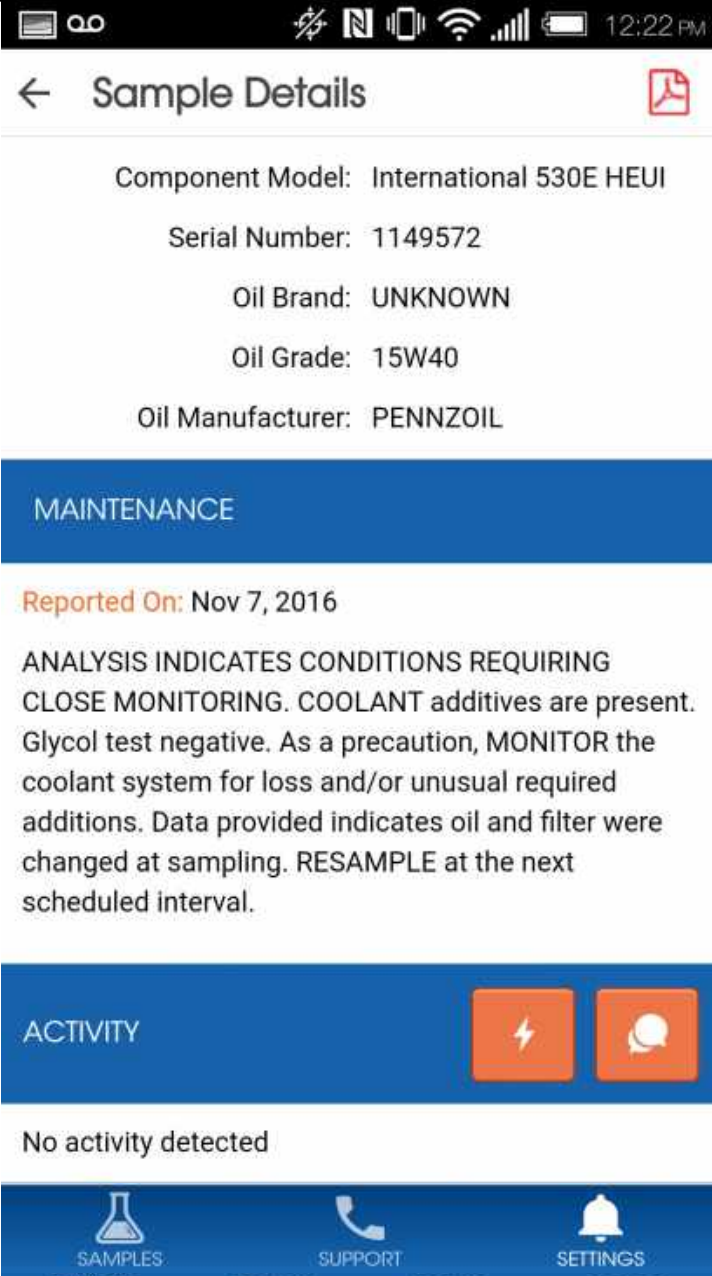 12:22 PM
Sample Details
Component Model: International 530E HEUI
Serial Number: 1149572
Oil Brand: UNKNOWN
Oil Grade: 15W40
Oil Manufacturer: PENNZOIL
MAINTENANCE
Reported On: Nov 7, 2016
ANALYSIS INDICATES CONDITIONS REQUIRING
CLOSE MONITORING. COOLANT additives are present.
Glycol test negative. As a precaution, MONITOR the
coolant system for loss and/or unusual required
additions. Data provided indicates oil and filter were
changed at sampling. RESAMPLE at the next
scheduled interval.
ACTIVITY
No activity detected
SAMPLES SUPPORT SETTINGS